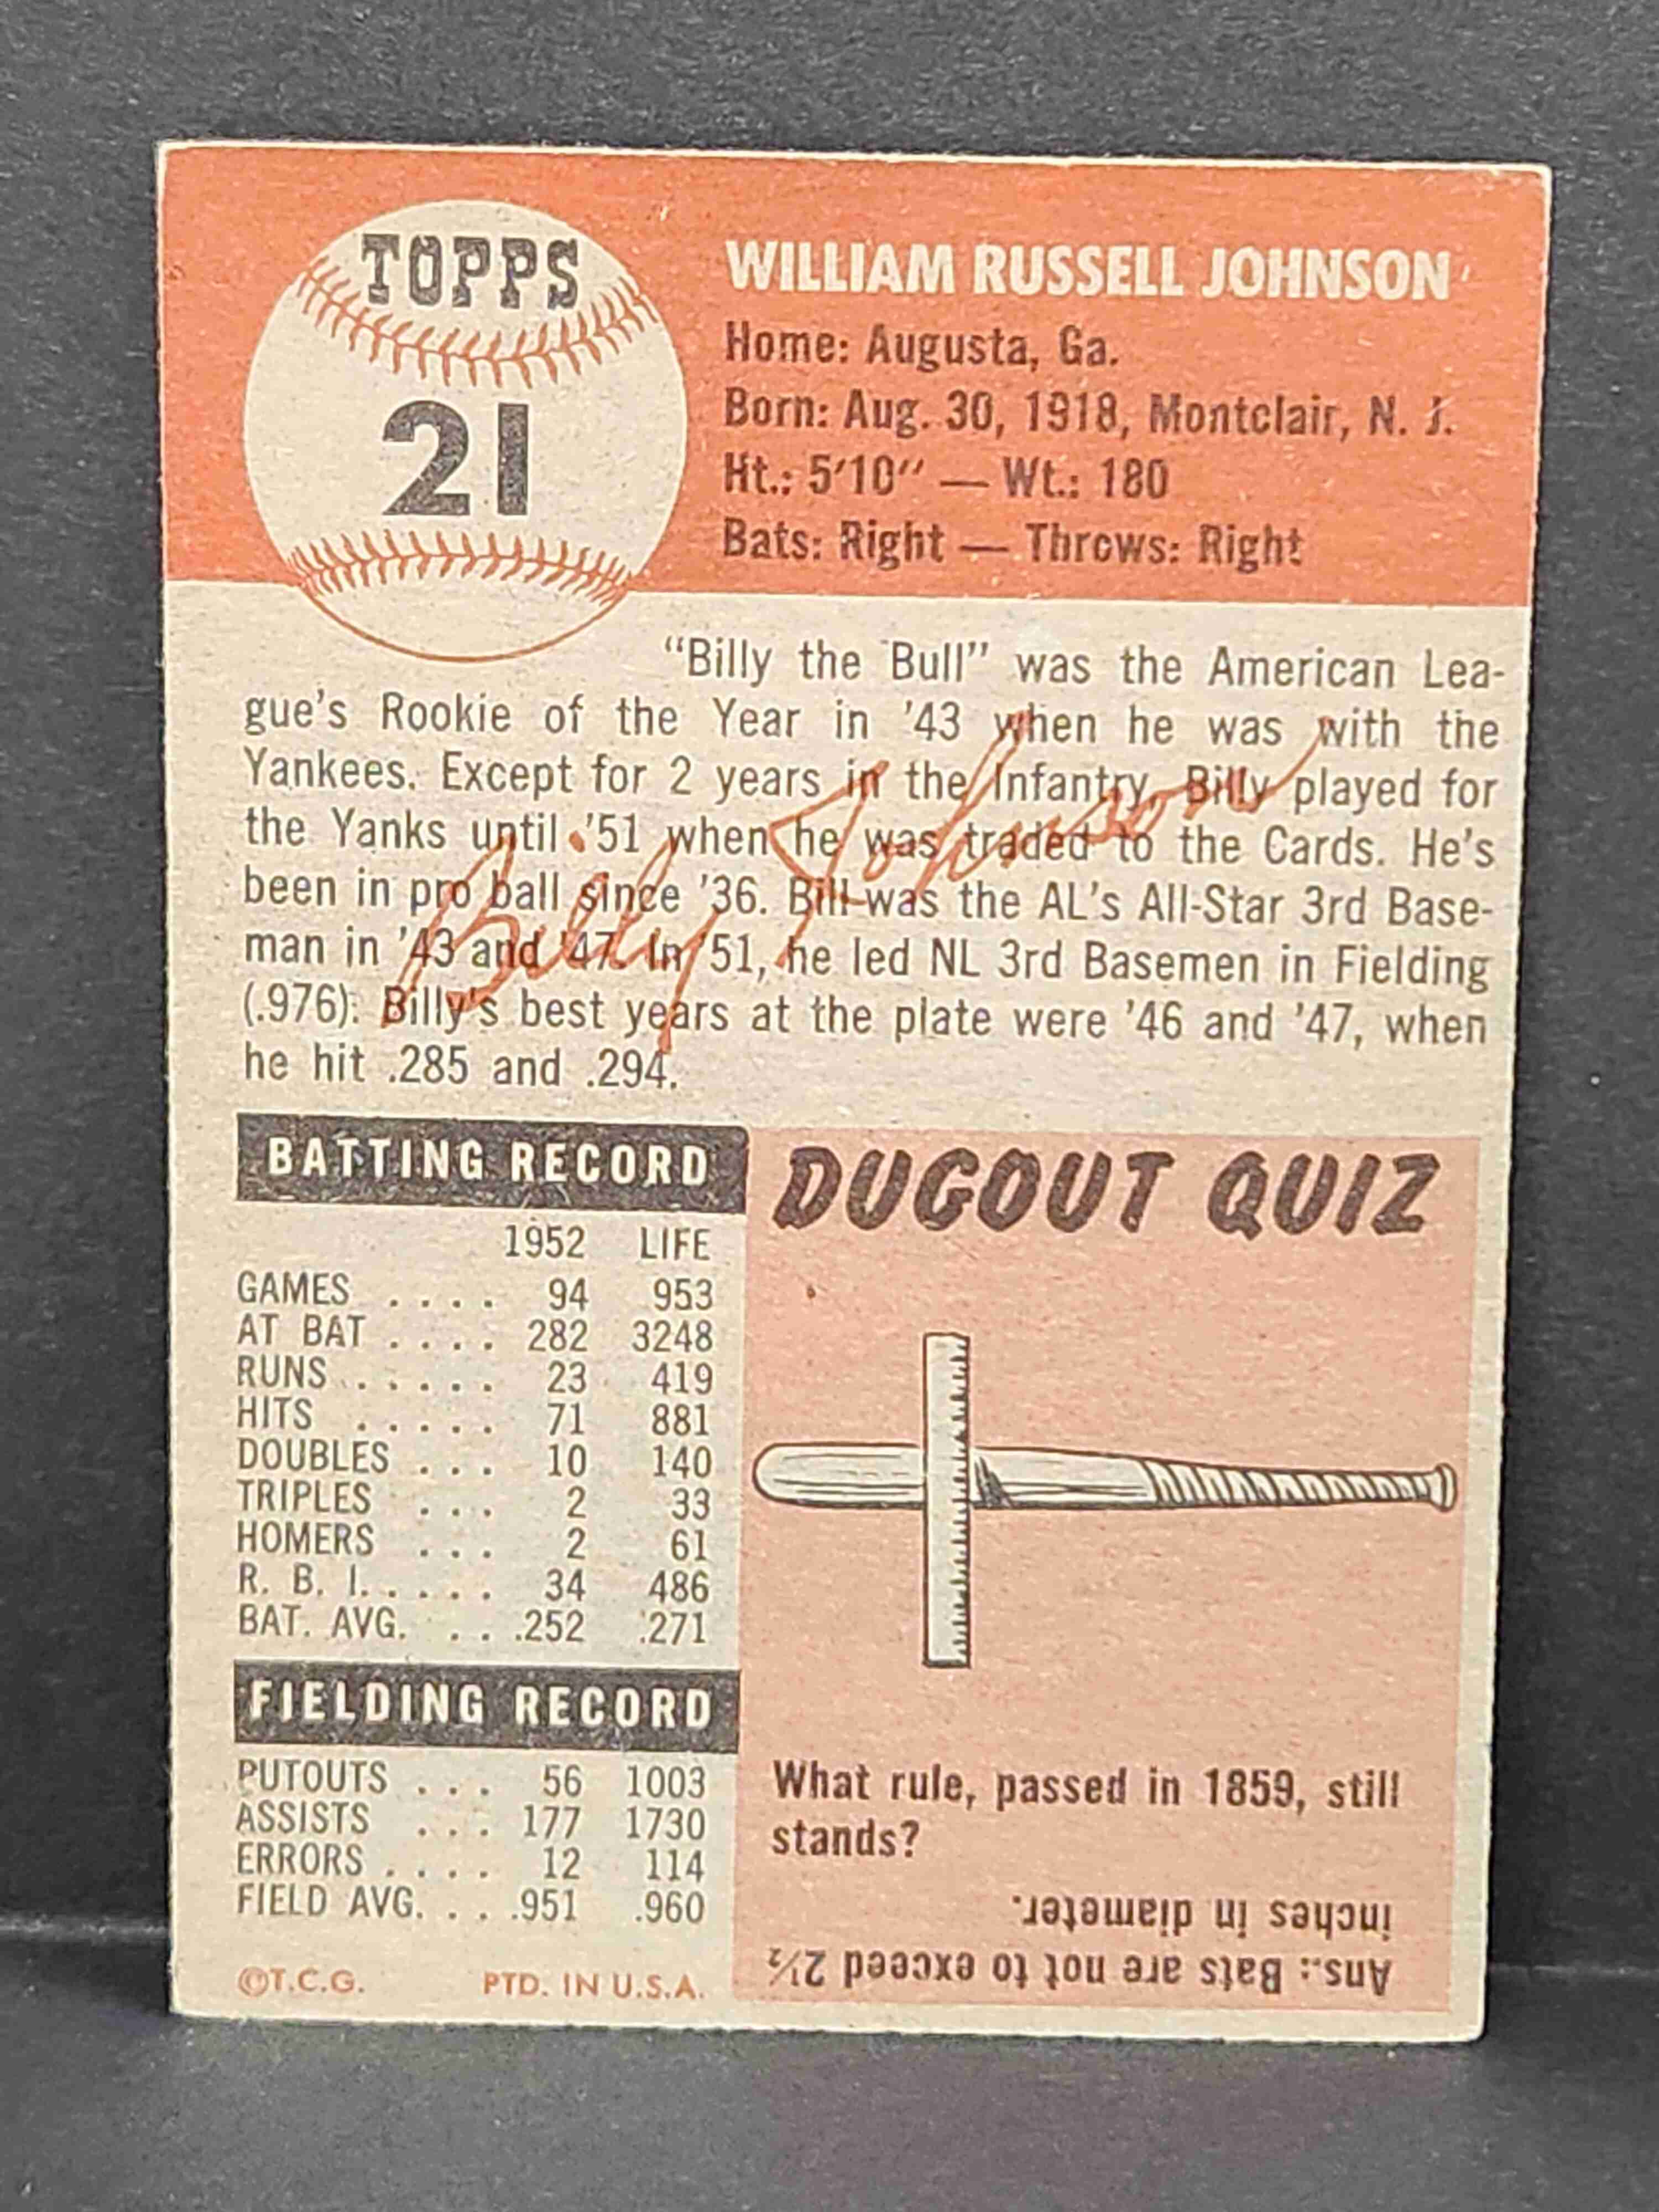 TOPPS
21
WILLIAM RUSSELL JOHNSON
Home: Augusta, Ga.
Born: Aug. 30, 1918, Montclair, N. J.
Ht.: 5'10" — Wt.: 180
Bats: Right — Throws: Right
"Billy the Bull" was the American Lea-
gue's Rookie of the Year in '43 when he was with the
Yankees. Except for 2 years in the Infantry, Billy played for
the Yanks until '51 when he was traded to the Cards. He's
been in pro ball since '36. Bill was the AL's All-Star 3rd Base-
man in '43 and '47. In '51, he led NL 3rd Basemen in Fielding
(.976). Billy's best years at the plate were '46 and '47, when
he hit .285 and .294.
Billy Johnson
BATTING RECORD
1952 LIFE
GAMES .... 94 953
AT BAT .... 282 3248
RUNS ..... 23 419
HITS ..... 71 881
DOUBLES ... 10 140
TRIPLES ... 2 33
HOMERS ... 2 61
R. B. I. .... 34 486
BAT. AVG. ... .252 .271
FIELDING RECORD
PUTOUTS ... 56 1003
ASSISTS ... 177 1730
ERRORS .... 12 114
FIELD AVG. ... .951 .960
©T.C.G. PTD. IN U.S.A.
DUGOUT QUIZ
What rule, passed in 1859, still
stands?
Ans.: Bats are not to exceed 2½
inches in diameter.